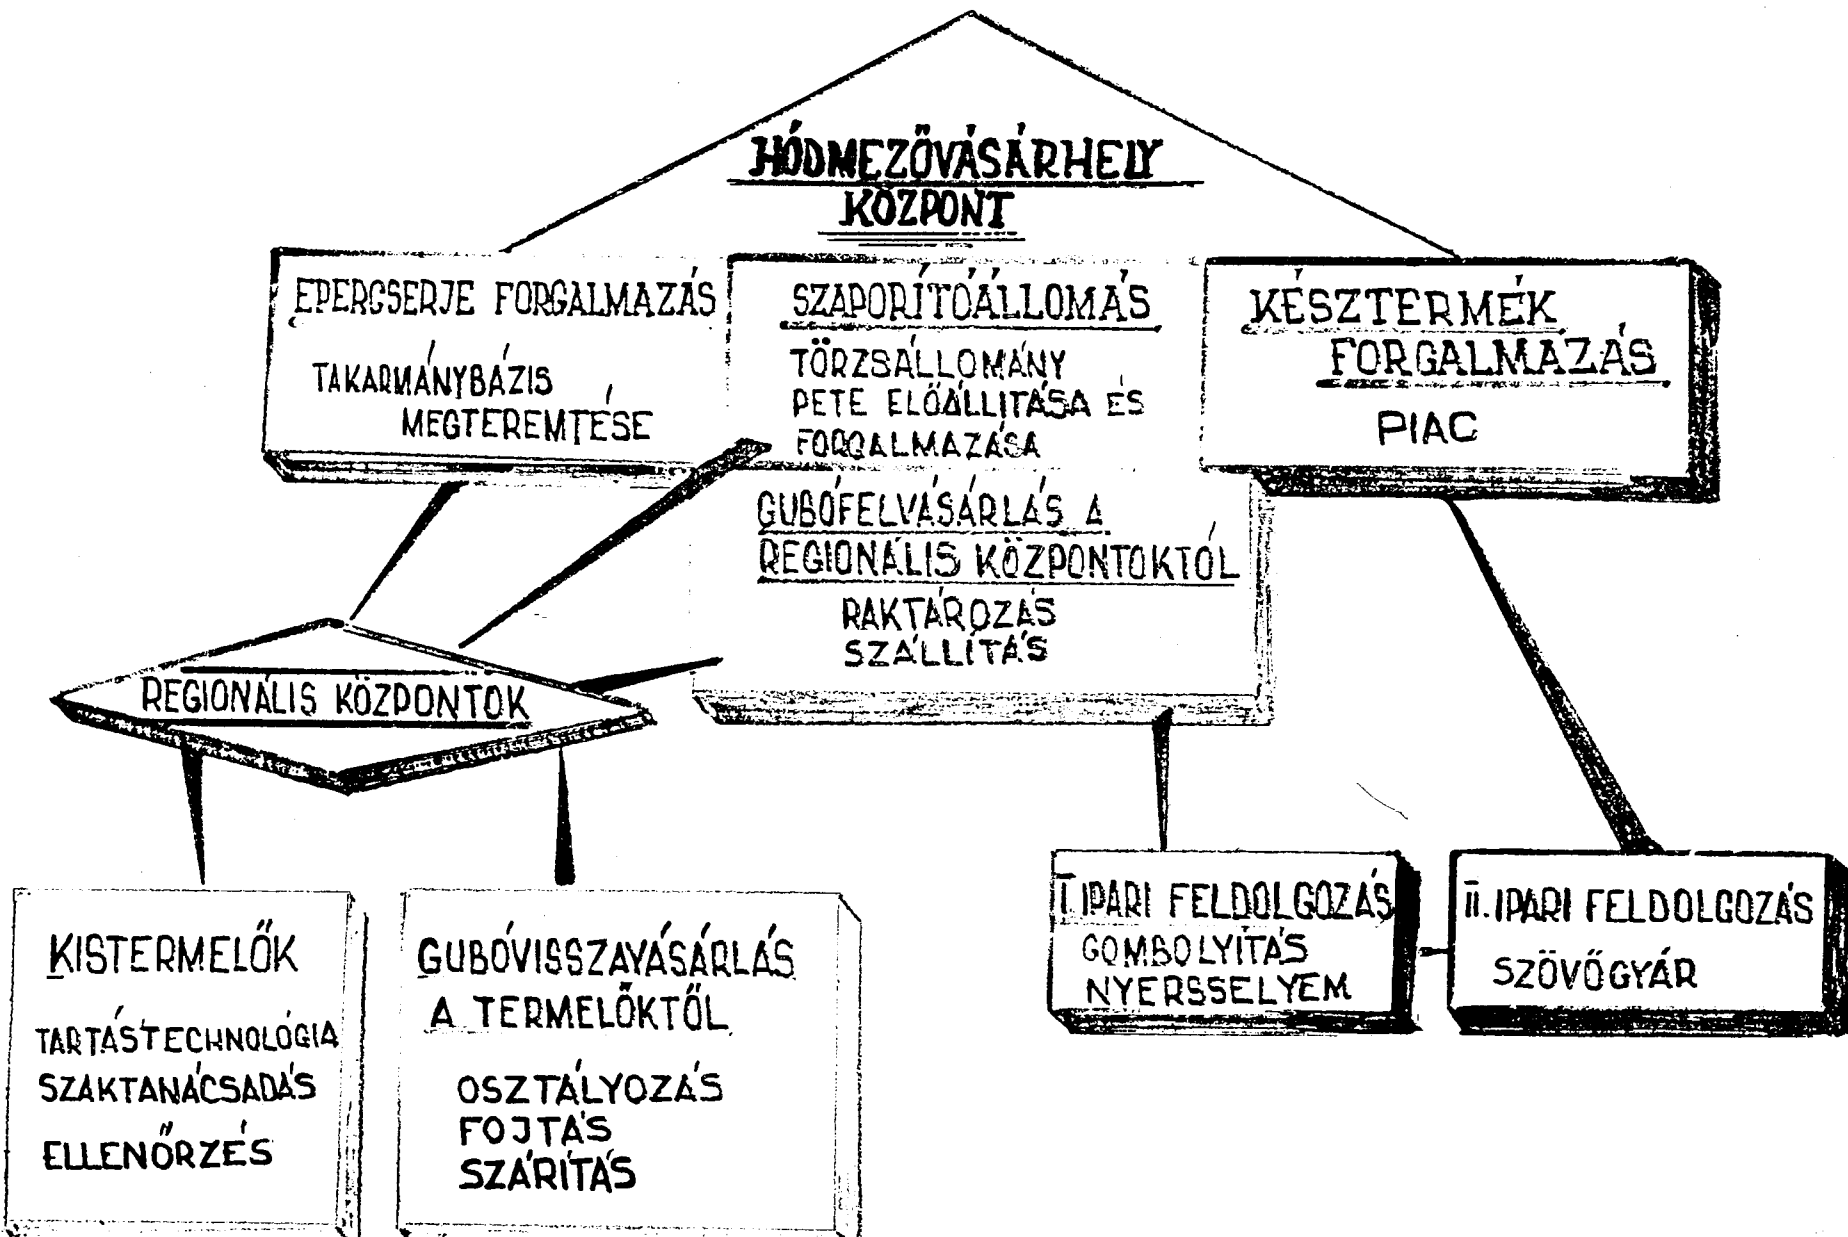 HÓDMEZŐVÁSÁRHELY
KÖZPONT
EPERCSERJE FORGALMAZÁS
TAKARMÁNYBÁZIS
MEGTEREMTÉSE
SZAPORÍTÓÁLLOMÁS
TÖRZSÁLLOMÁNY
PETE ELŐÁLLITÁSA ÉS
FORGALMAZÁSA
GUBÓFELVÁSÁRLÁS A
REGIONÁLIS KÖZPONTOKTÓL
RAKTÁROZÁS
SZÁLLÍTÁS
KÉSZTERMÉK
FORGALMAZÁS
PIAC
REGIONÁLIS KÖZPONTOK
KISTERMELŐK
TARTÁSTECHNOLÓGIA
SZAKTANÁCSADÁS
ELLENŐRZÉS
GUBÓVISSZAVÁSÁRLÁS
A TERMELŐKTŐL
OSZTÁLYOZÁS
FOJTÁS
SZÁRÍTÁS
I. IPARI FELDOLGOZÁS
GOMBOLYÍTÁS
NYERSSELYEM
II. IPARI FELDOLGOZÁS
SZÖVŐGYÁR